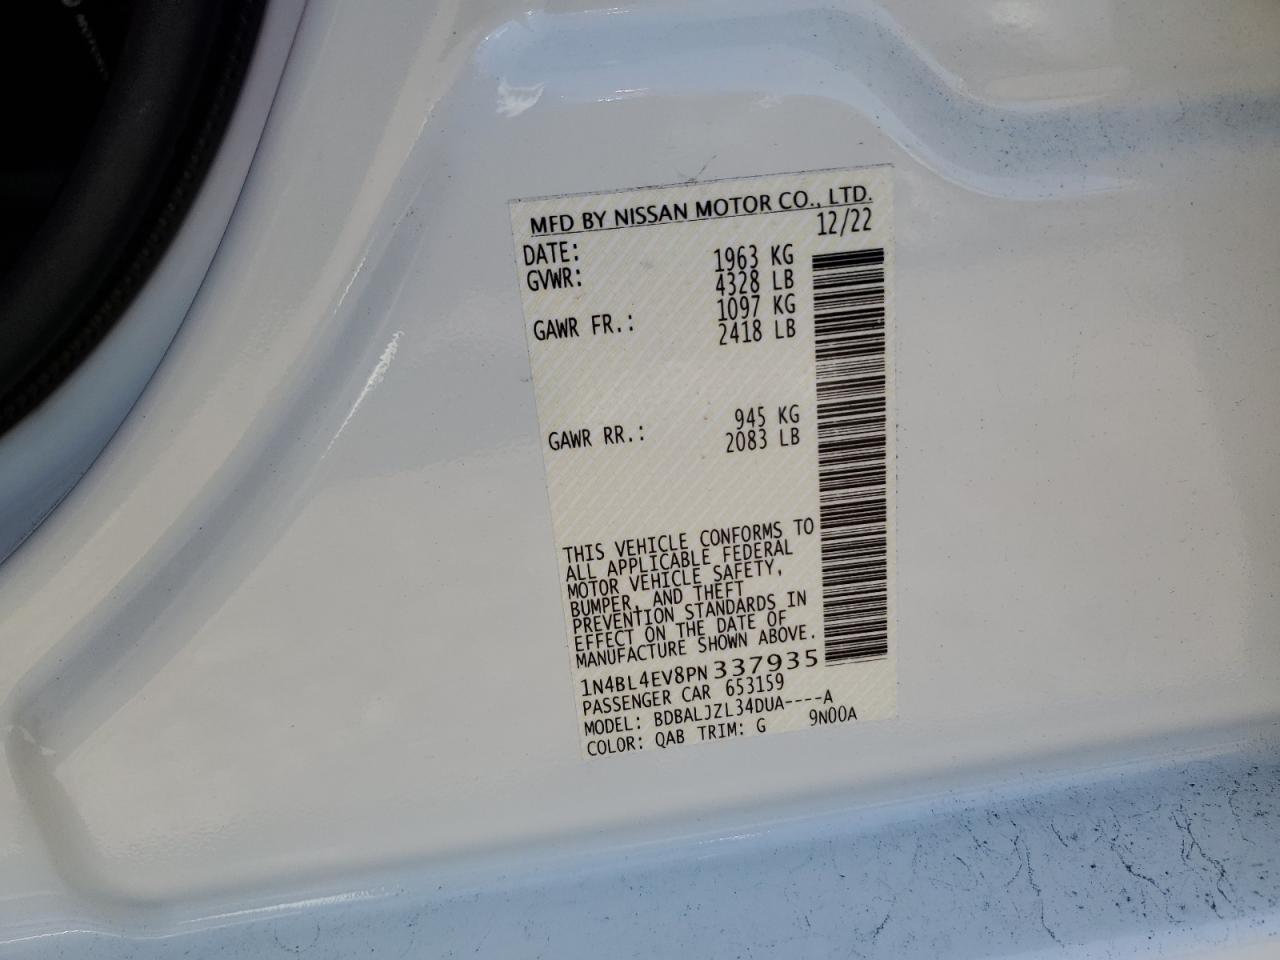 MFD BY NISSAN MOTOR CO., LTD.
DATE: 12/22
GVWR: 1963 KG
4328 LB
GAWR FR.: 1097 KG
2418 LB
GAWR RR.: 945 KG
2083 LB
THIS VEHICLE CONFORMS TO
ALL APPLICABLE FEDERAL
MOTOR VEHICLE SAFETY,
BUMPER, AND THEFT
PREVENTION STANDARDS IN
EFFECT ON THE DATE OF
MANUFACTURE SHOWN ABOVE.
1N4BL4EV8PN337935
PASSENGER CAR 653159
MODEL: BDBALJZL34DUA----A
COLOR: QAB TRIM: G 9N00A